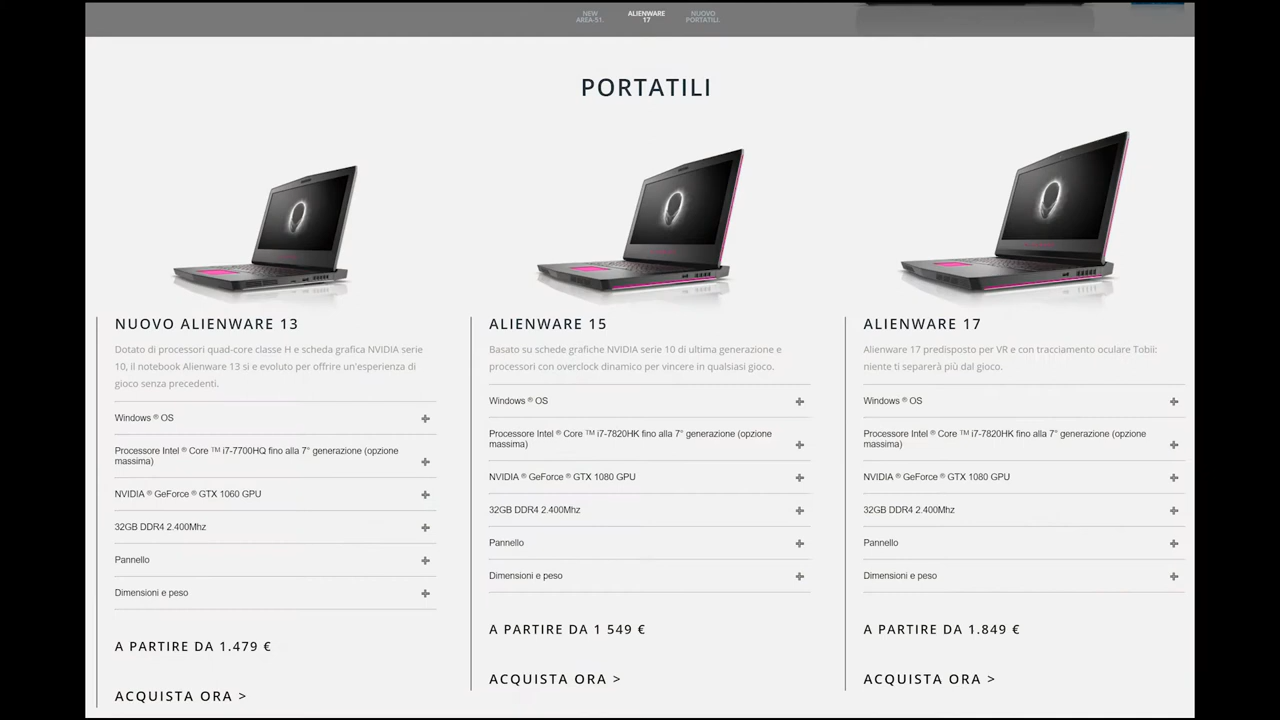 NEW
AREA-51.
ALIENWARE
17
NUOVO
PORTATILI.
PORTATILI
NUOVO ALIENWARE 13
Dotato di processori quad-core classe H e scheda grafica NVIDIA serie
10, il notebook Alienware 13 si e evoluto per offrire un'esperienza di
gioco senza precedenti.
Windows ® OS
Processore Intel ® Core ™ i7-7700HQ fino alla 7° generazione (opzione
massima)
NVIDIA ® GeForce ® GTX 1060 GPU
32GB DDR4 2.400Mhz
Pannello
Dimensioni e peso
A PARTIRE DA 1.479 €
ACQUISTA ORA >
ALIENWARE 15
Basato su schede grafiche NVIDIA serie 10 di ultima generazione e
processori con overclock dinamico per vincere in qualsiasi gioco.
Windows ® OS
Processore Intel ® Core ™ i7-7820HK fino alla 7° generazione (opzione
massima)
NVIDIA ® GeForce ® GTX 1080 GPU
32GB DDR4 2.400Mhz
Pannello
Dimensioni e peso
A PARTIRE DA 1 549 €
ACQUISTA ORA >
ALIENWARE 17
Alienware 17 predisposto per VR e con tracciamento oculare Tobii:
niente ti separerà più dal gioco.
Windows ® OS
Processore Intel ® Core ™ i7-7820HK fino alla 7° generazione (opzione
massima)
NVIDIA ® GeForce ® GTX 1080 GPU
32GB DDR4 2.400Mhz
Pannello
Dimensioni e peso
A PARTIRE DA 1.849 €
ACQUISTA ORA >